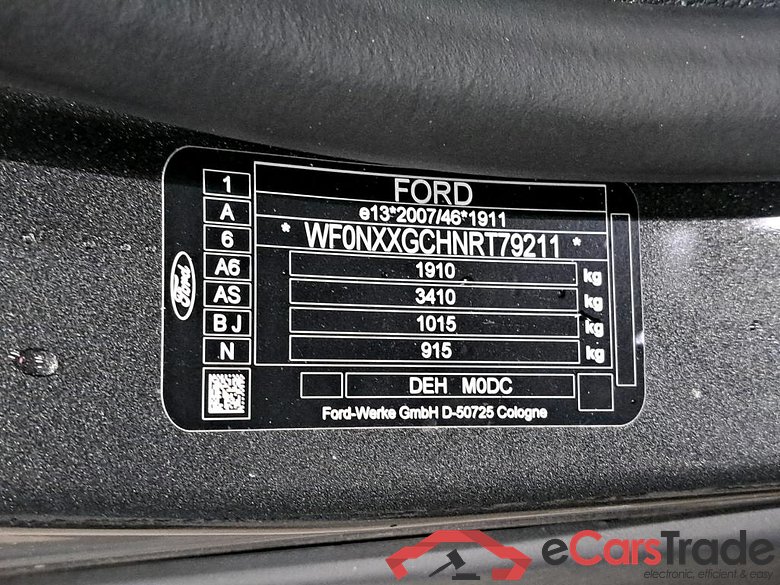 1 FORD
A e13*2007/46*1911
6 * WF0NXXGCHNRT79211 *
A6 1910 kg
AS 3410 kg
B J 1015 kg
N 915 kg
Ford
DEH M0DC
Ford-Werke GmbH D-50725 Cologne
eCarsTrade
electronic, efficient & easy